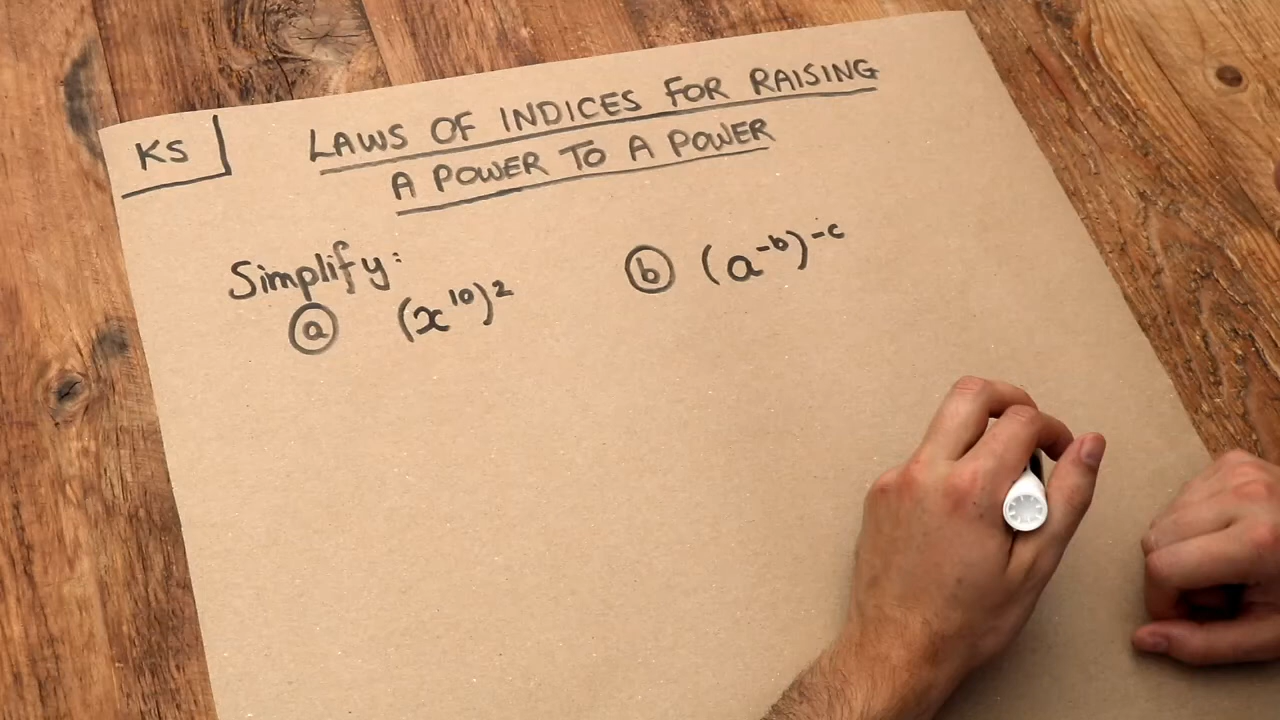 KS
LAWS OF INDICES FOR RAISING
A POWER TO A POWER
Simplify:
ⓐ (x¹⁰)²
ⓑ (a⁻ᵇ)⁻ᶜ